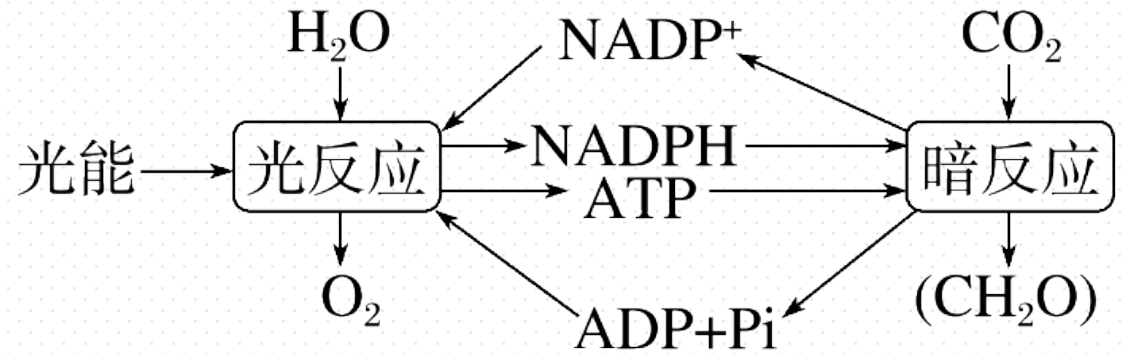 H₂O
NADP⁺
CO₂
光能
光反应
NADPH
ATP
暗反应
O₂
ADP+Pi
(CH₂O)